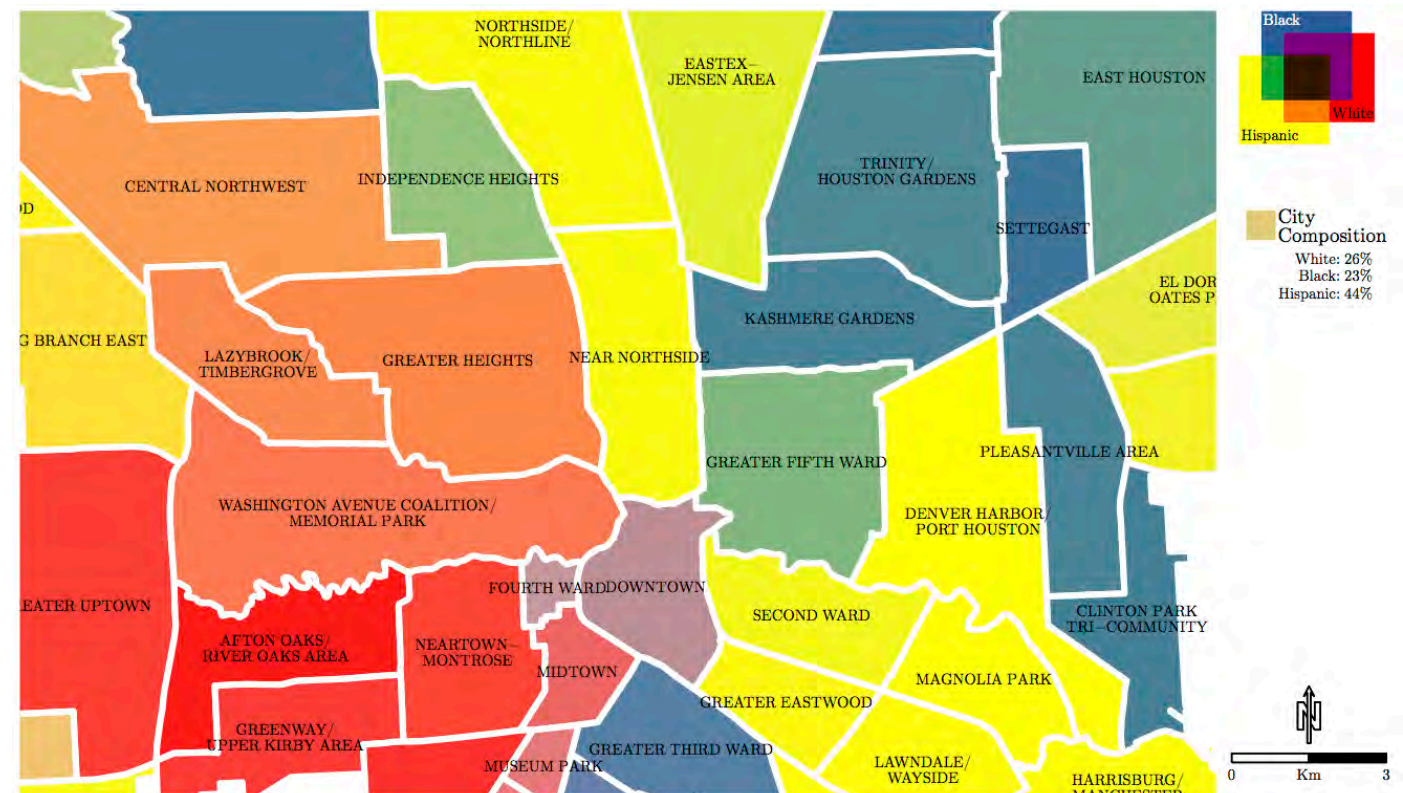 NORTHSIDE/
NORTHLINE
EASTEX–
JENSEN AREA
EAST HOUSTON
Black
White
Hispanic
TRINITY/
HOUSTON GARDENS
CENTRAL NORTHWEST
INDEPENDENCE HEIGHTS
OD
SETTEGAST
City
Composition
White: 26%
Black: 23%
Hispanic: 44%
EL DOR
OATES P
KASHMERE GARDENS
G BRANCH EAST
LAZYBROOK/
TIMBERGROVE
GREATER HEIGHTS
NEAR NORTHSIDE
PLEASANTVILLE AREA
GREATER FIFTH WARD
WASHINGTON AVENUE COALITION/
MEMORIAL PARK
DENVER HARBOR/
PORT HOUSTON
FOURTH WARD
DOWNTOWN
EATER UPTOWN
SECOND WARD
CLINTON PARK
TRI–COMMUNITY
AFTON OAKS/
RIVER OAKS AREA
NEARTOWN–
MONTROSE
MIDTOWN
MAGNOLIA PARK
GREATER EASTWOOD
GREENWAY/
UPPER KIRBY AREA
GREATER THIRD WARD
MUSEUM PARK
LAWNDALE/
WAYSIDE
HARRISBURG/
N
0 Km 3